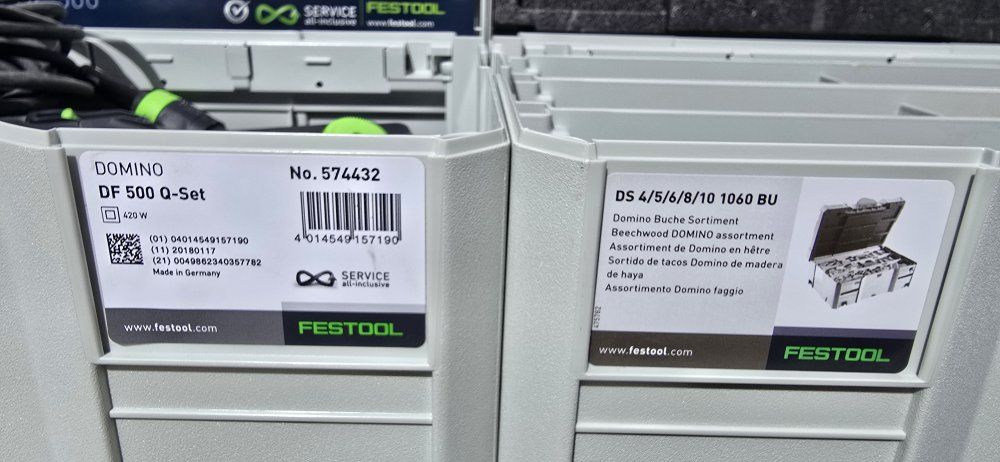 SERVICE
all-inclusive
FESTOOL
www.festool.com
DOMINO
DF 500 Q-Set
420 W
No. 574432
4 014549 157190
(01) 04014549157190
(11) 20180117
(21) 0049862340357782
Made in Germany
SERVICE
all-inclusive
www.festool.com
FESTOOL
DS 4/5/6/8/10 1060 BU
Domino Buche Sortiment
Beechwood DOMINO assortment
Assortiment de Domino en hêtre
Sortido de tacos Domino de madera
de haya
Assortimento Domino faggio
www.festool.com
FESTOOL